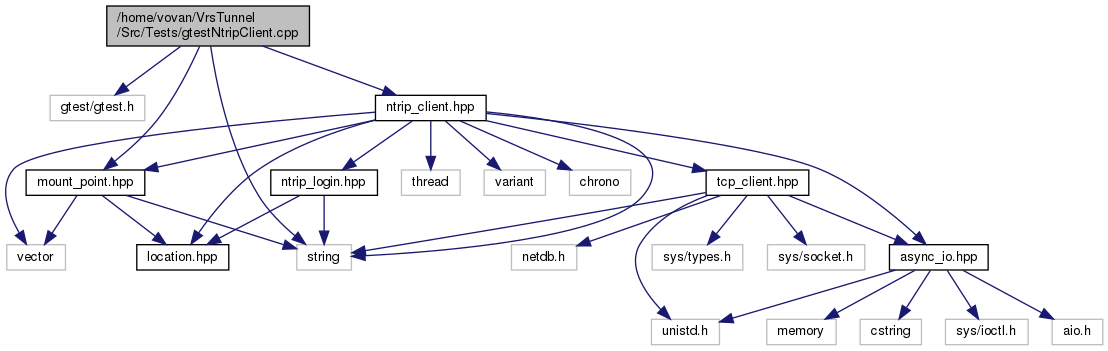 /home/vovan/VrsTunnel
/Src/Tests/gtestNtripClient.cpp
gtest/gtest.h
ntrip_client.hpp
mount_point.hpp
ntrip_login.hpp
thread
variant
chrono
tcp_client.hpp
vector
location.hpp
string
netdb.h
sys/types.h
sys/socket.h
async_io.hpp
unistd.h
memory
cstring
sys/ioctl.h
aio.h